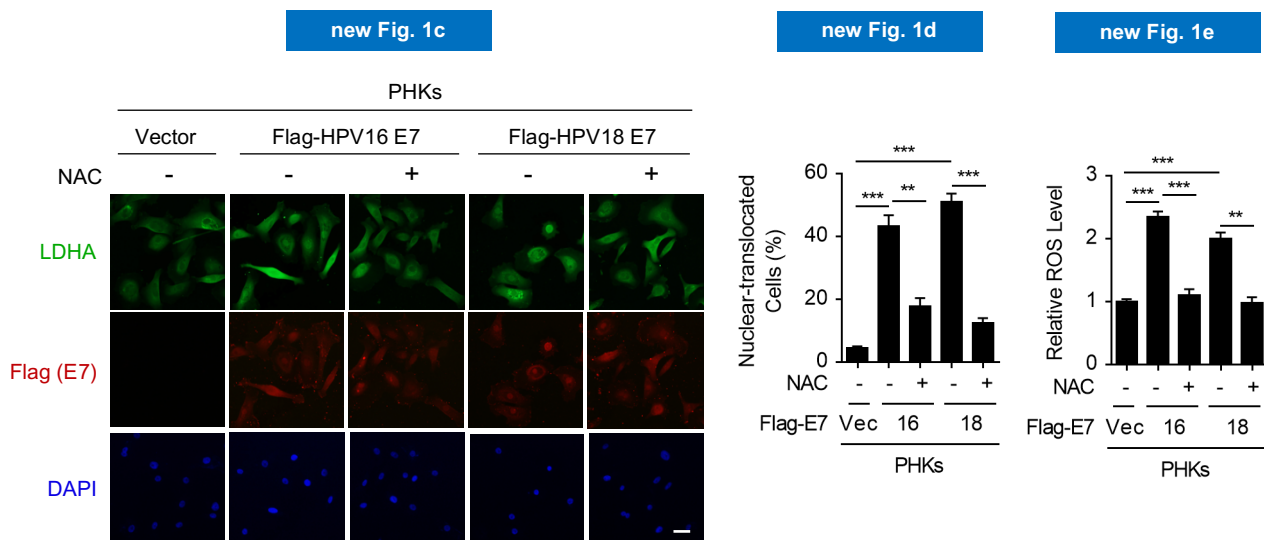 new Fig. 1c
PHKs
Vector Flag-HPV16 E7 Flag-HPV18 E7
NAC - - + - +
LDHA
Flag (E7)
DAPI
new Fig. 1d
Nuclear-translocated
Cells (%)
60
40
20
0
***
*** ** ***
NAC - - + - +
Flag-E7 Vec 16 18
PHKs
new Fig. 1e
Relative ROS Level
3
2
1
0
***
*** *** **
NAC - - + - +
Flag-E7 Vec 16 18
PHKs